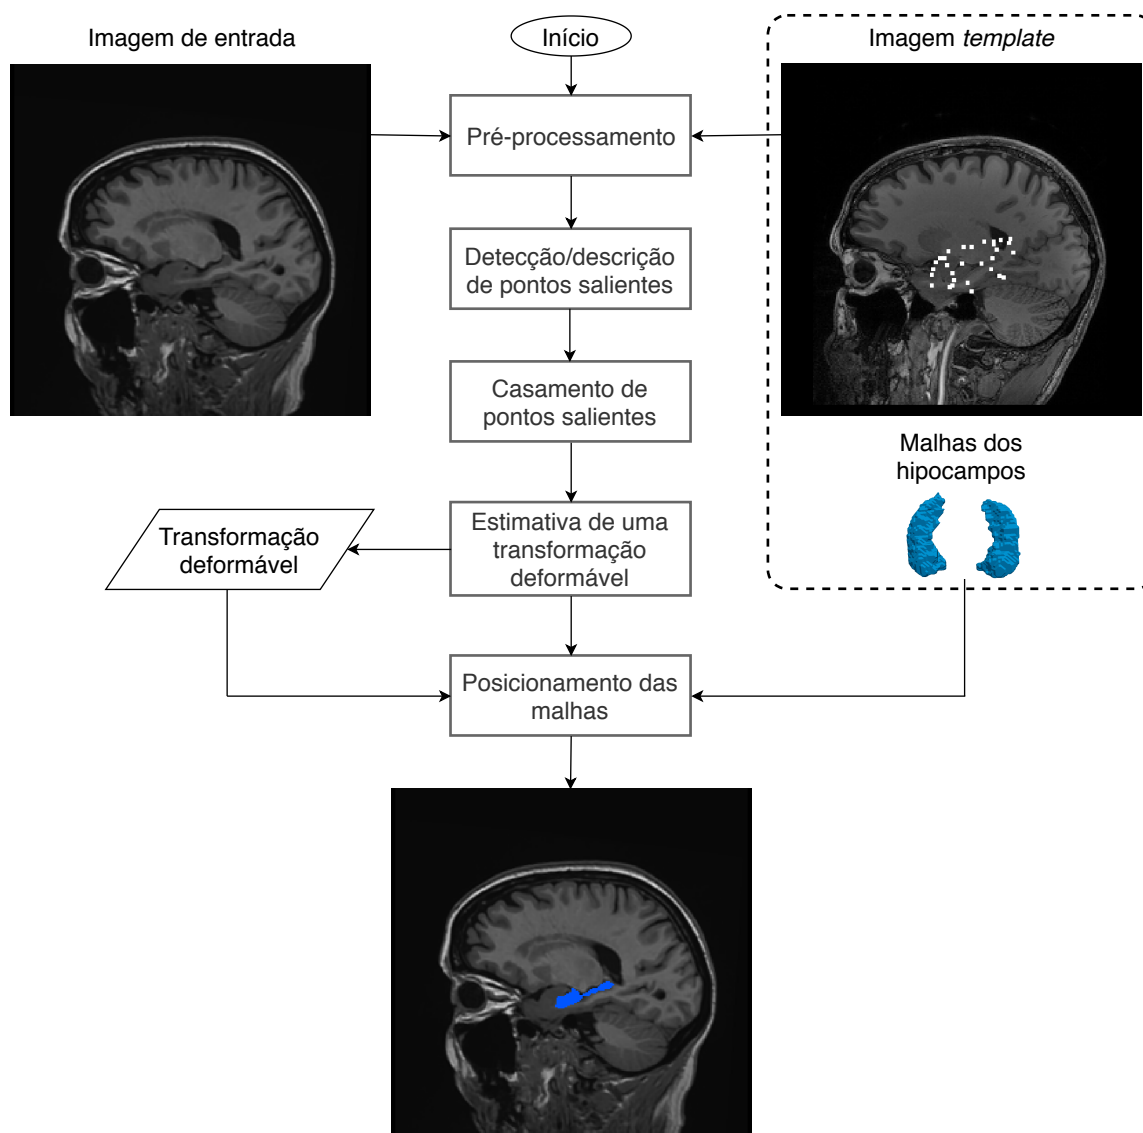 Imagem de entrada
Início
Imagem template
Pré-processamento
Detecção/descrição
de pontos salientes
Casamento de
pontos salientes
Malhas dos
hipocampos
Transformação
deformável
Estimativa de uma
transformação
deformável
Posicionamento das
malhas